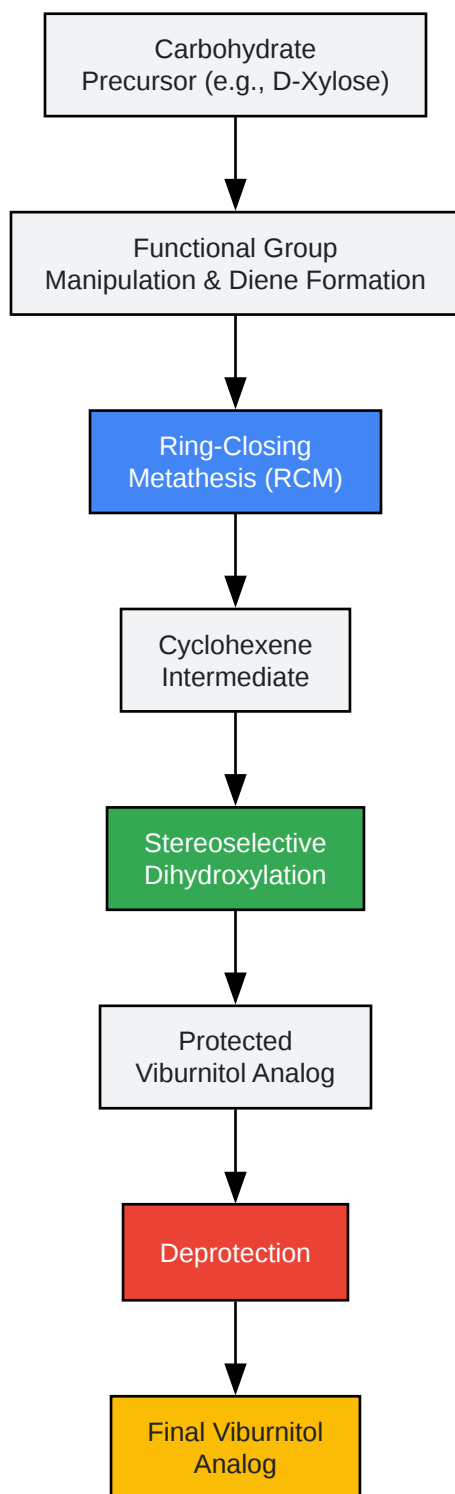 Carbohydrate
Precursor (e.g., D-Xylose)
Functional Group
Manipulation & Diene Formation
Ring-Closing
Metathesis (RCM)
Cyclohexene
Intermediate
Stereoselective
Dihydroxylation
Protected
Viburnitol Analog
Deprotection
Final Viburnitol
Analog